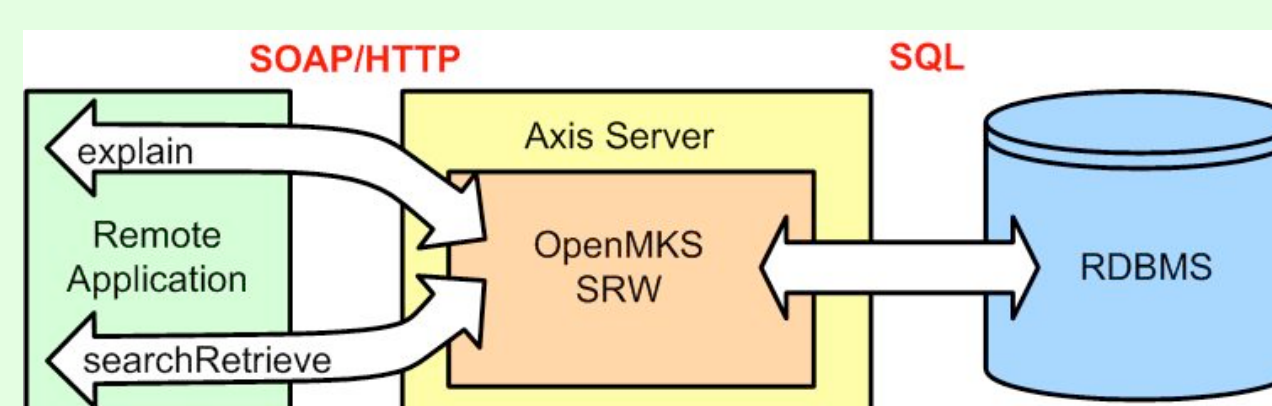 SOAP/HTTP
SQL
explain
Axis Server
Remote
Application
OpenMKS
SRW
RDBMS
searchRetrieve